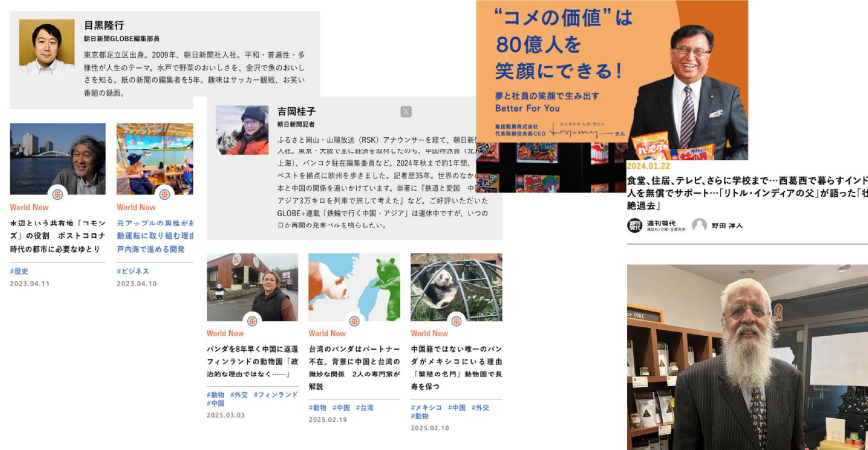 目黒隆行
朝日新聞GLOBE編集部員
東京都足立区出身。2009年、朝日新聞社入社。平和・普遍性・多
様性が人生のテーマ。水戸で野菜のおいしさを、金沢で魚のおいし
さを知る。紙の新聞の編集者を5年。趣味はサッカー観戦、お笑い
番組の録画。
World Now
水辺という共有地「コモン
ズ」の役割 ポストコロナ
時代の都市に必要なゆとり
#歴史
2023.04.11
World Now
元アップルの男性が
動運転に取り組む理由
戸内海で進める開発
#ビジネス
2023.04.10
吉岡桂子
朝日新聞記者
ふるさと岡山・山陽放送（RSK）アナウンサーを経て、朝日新
上海）、バンコク駐在編集委員など。2024年秋まで約1年間、
ペストを拠点に欧州を歩きました。記者歴35年。世界のなか
本と中国の関係を追いかけています。単著に『鉄道と愛国 中
アジア3万キロを列車で旅して考えた』など。ご好評いただいた
GLOBE+連載「鉄輪で行く中国・アジア」は運休中ですが、いつの
日か再開の発車ベルを鳴らしたい。
World Now
パンダを8年早く中国に返還
フィンランドの動物園「政
治的な理由ではなく……」
#動物 #外交 #フィンランド
#中国
2025.03.03
World Now
台湾のパンダはパートナー
不在、背景に中国と台湾の
微妙な関係 2人の専門家が
解説
#動物 #中国 #台湾
2025.02.19
World Now
中国籍ではない唯一のパン
ダがメキシコにいる理由
「繁殖の名門」動物園で長
寿を保つ
#メキシコ #中国 #外交
#動物
2025.02.10
“コメの価値”は
80億人を
笑顔にできる！
夢と社員の笑顔で生み出す
Better For You
亀田製菓株式会社
代表取締役会長CEO
さん
2024.01.22
食堂、住居、テレビ、さらに学校まで…西葛西で暮らすインド
人を無償でサポート…「リトル・インディアの父」が語った「壮
絶過去」
週刊現代
野田 洋人